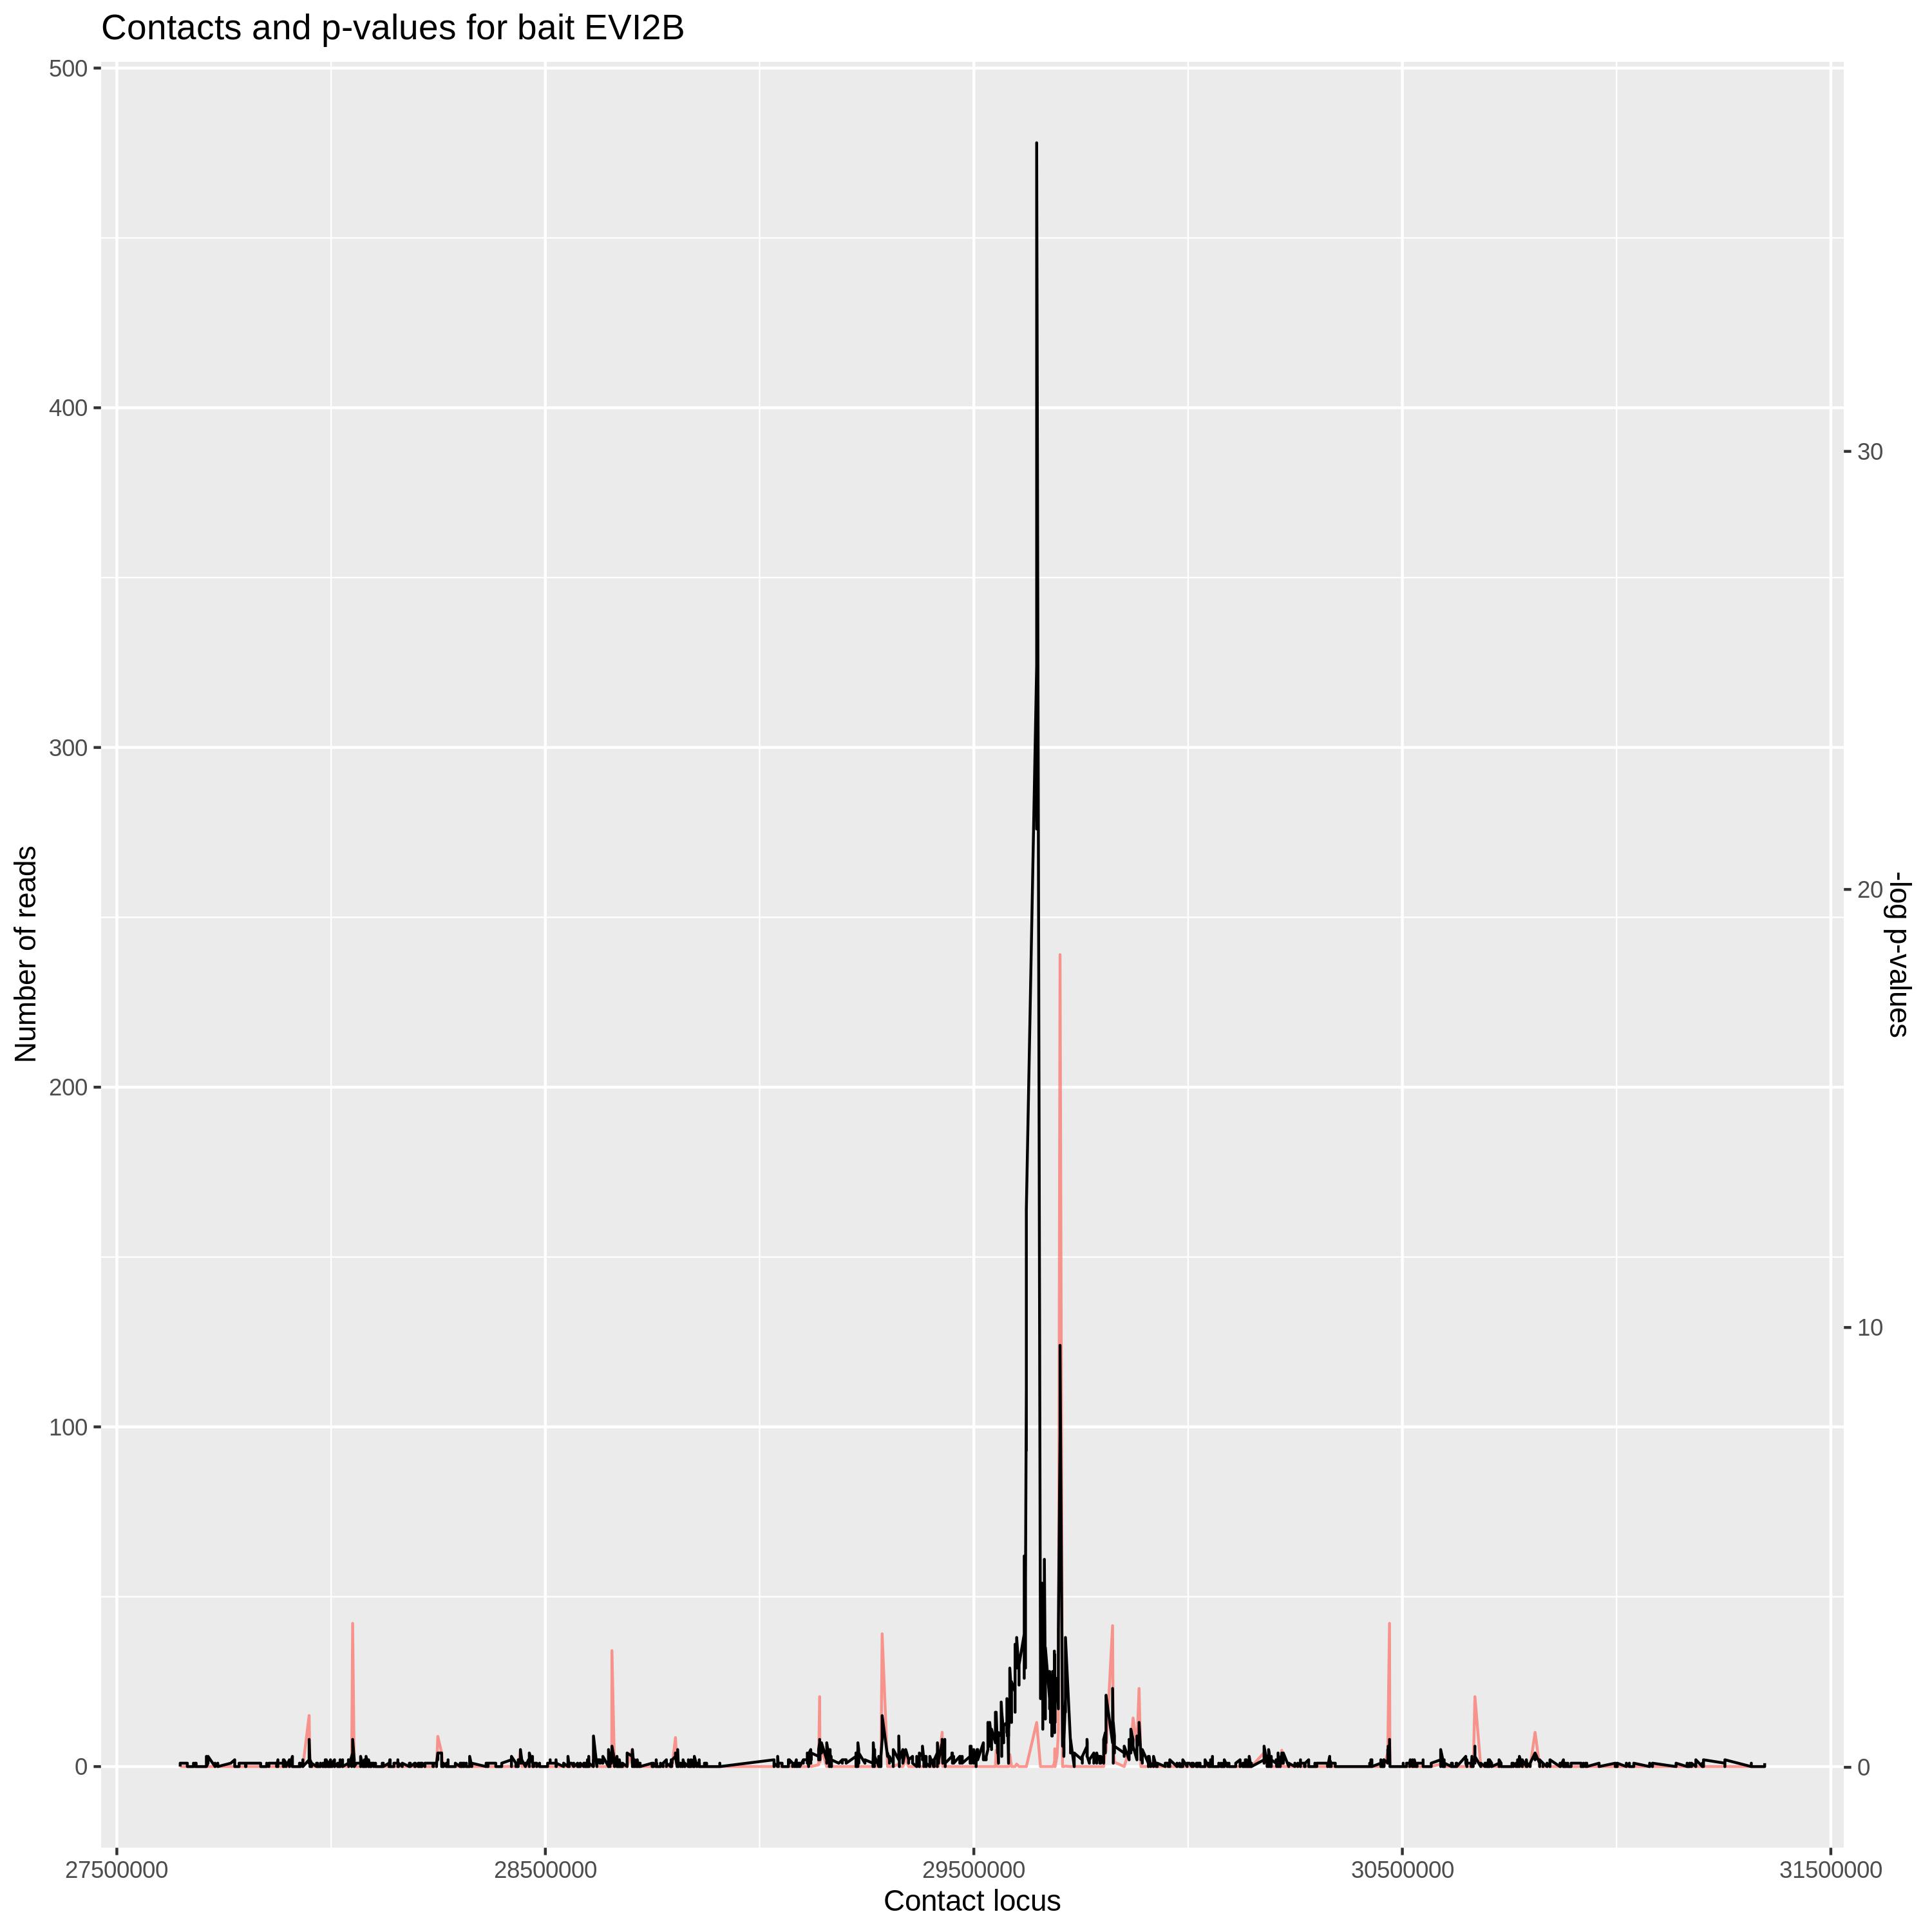 Contacts and p-values for bait EVI2B
500
400
300
200
100
0
Number of reads
30
20
10
0
-log p-values
27500000 28500000 29500000 30500000 31500000
Contact locus